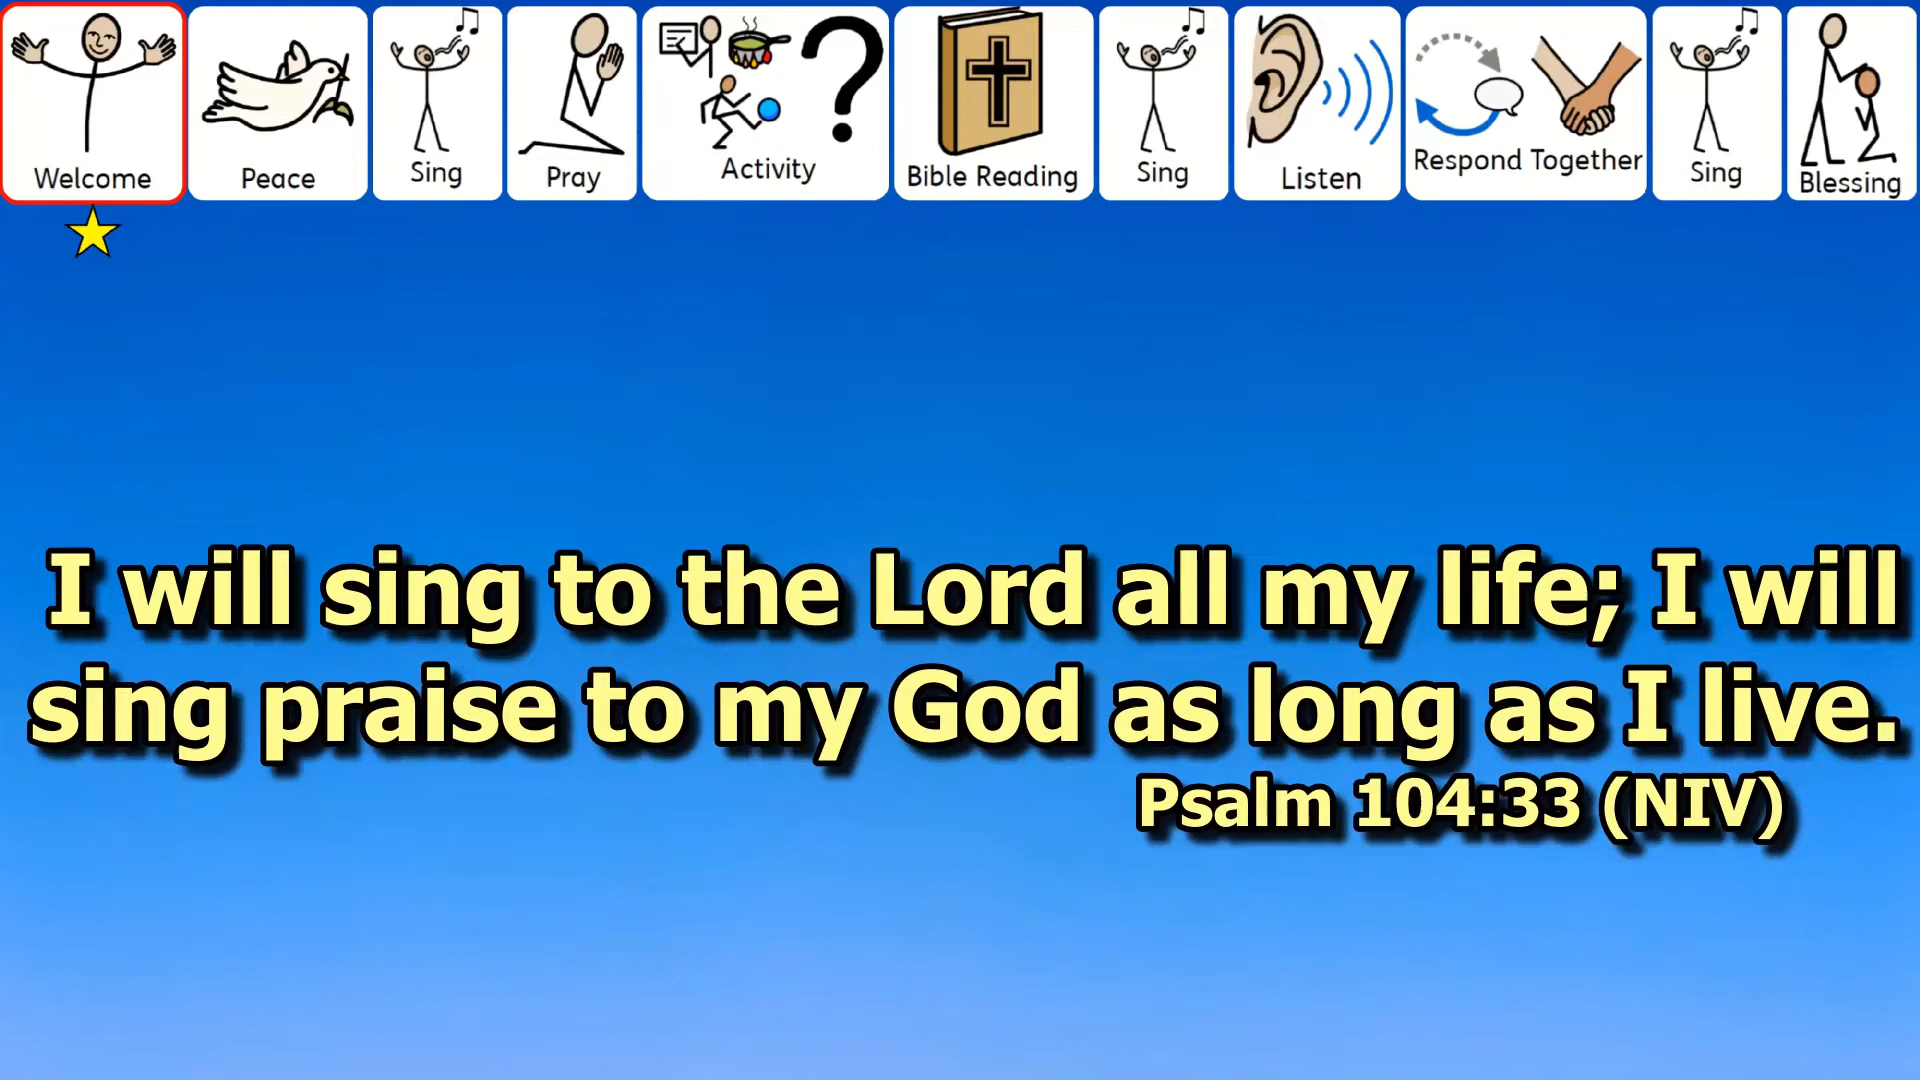 Welcome
Peace
Sing
Pray
Activity
Bible Reading
Sing
Listen
Respond Together
Sing
Blessing
I will sing to the Lord all my life; I will
sing praise to my God as long as I live.
Psalm 104:33 (NIV)